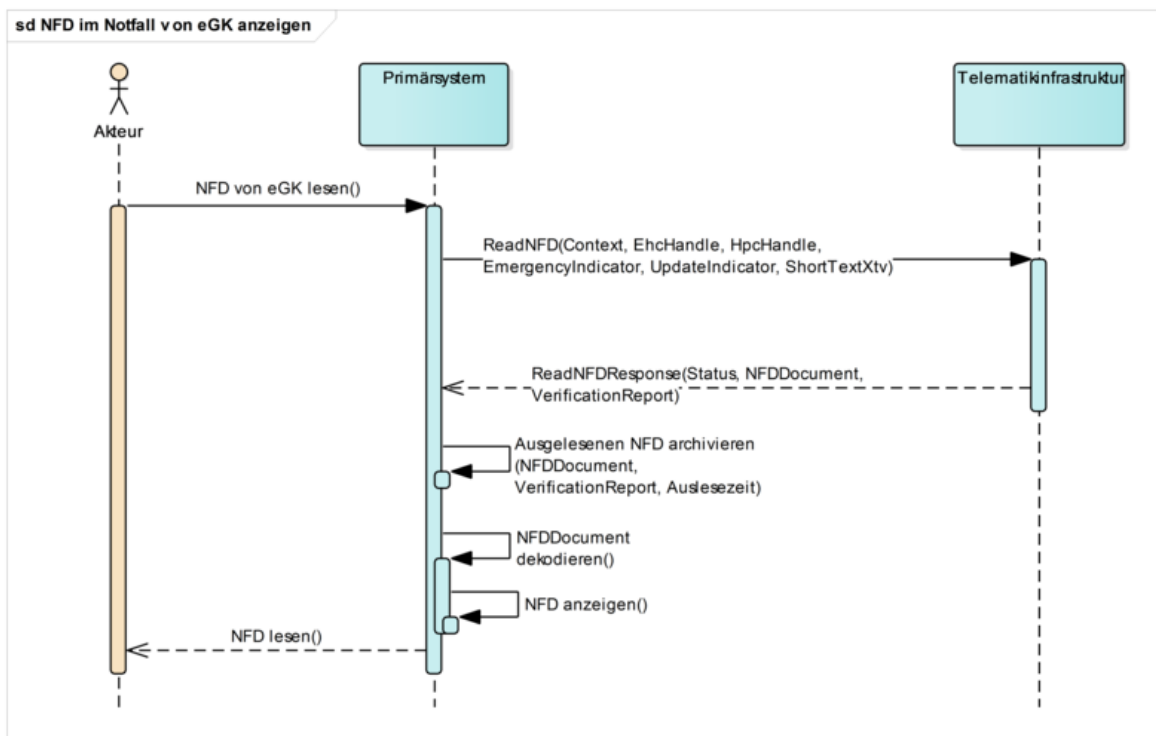 sd NFD im Notfall von eGK anzeigen
Akteur
Primärsystem
Telematikinfrastruktur
NFD von eGK lesen()
ReadNFD(Context, EhcHandle, HpcHandle,
EmergencyIndicator, UpdateIndicator, ShortTextXtv)
ReadNFDResponse(Status, NFDDocument,
VerificationReport)
Ausgelesenen NFD archivieren
(NFDDocument,
VerificationReport, Auslesezeit)
NFDDocument
dekodieren()
NFD anzeigen()
NFD lesen()